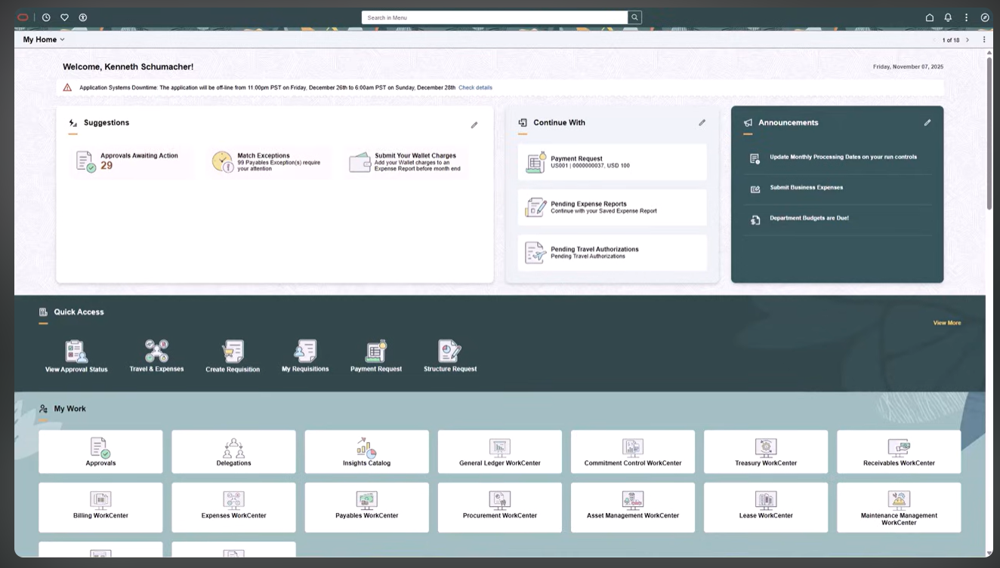 Search in Menu
My Home
1 of 18
Welcome, Kenneth Schumacher!
Friday, November 07, 2025
Application Systems Downtime: The application will be off-line from 11:00pm PST on Friday, December 26th to 6:00am PST on Sunday, December 28th Check details
Suggestions
Approvals Awaiting Action
29
Match Exceptions
99 Payables Exception(s) require
your attention
Submit Your Wallet Charges
Add your Wallet charges to an
Expense Report before month end
Continue With
Payment Request
US001 | 0000000037, USD 100
Pending Expense Reports
Continue with your Saved Expense Report
Pending Travel Authorizations
Pending Travel Authorizations
Announcements
Update Monthly Processing Dates on your run controls
Submit Business Expenses
Department Budgets are Due!
Quick Access
View More
View Approval Status
Travel & Expenses
Create Requisition
My Requisitions
Payment Request
Structure Request
My Work
Approvals
Delegations
Insights Catalog
General Ledger WorkCenter
Commitment Control WorkCenter
Treasury WorkCenter
Receivables WorkCenter
Billing WorkCenter
Expenses WorkCenter
Payables WorkCenter
Procurement WorkCenter
Asset Management WorkCenter
Lease WorkCenter
Maintenance Management
WorkCenter